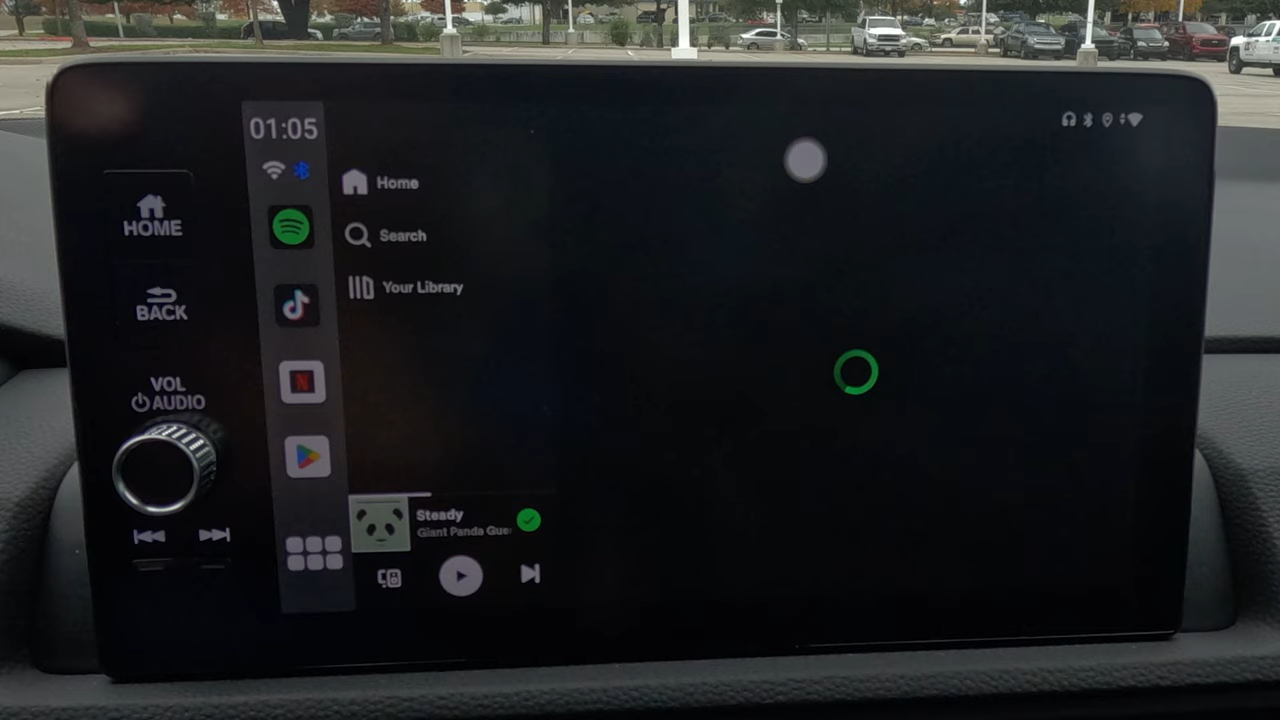 01:05
HOME
BACK
VOL
AUDIO
Home
Search
Your Library
N
Steady
Giant Panda Gue